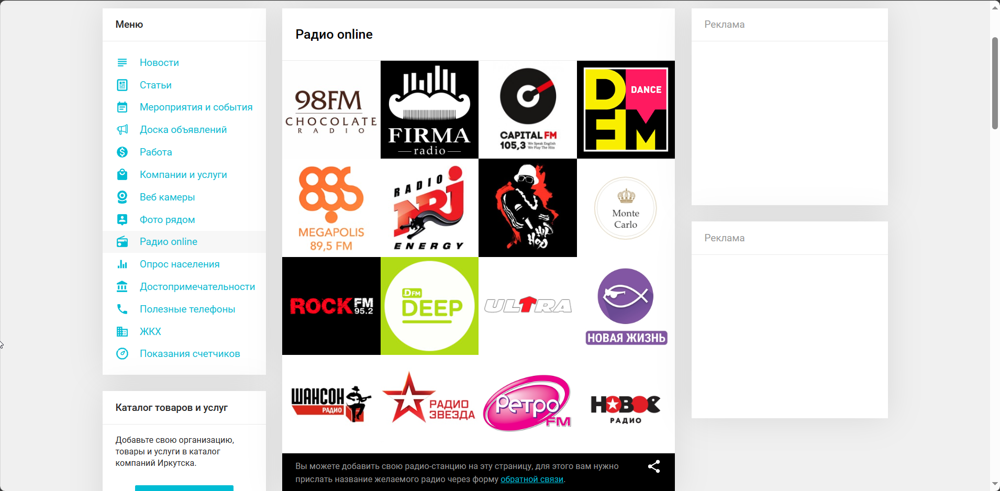 Меню
Новости
Статьи
Мероприятия и события
Доска объявлений
Работа
Компании и услуги
Веб камеры
Фото рядом
Радио online
Опрос населения
Достопримечательности
Полезные телефоны
ЖКХ
Показания счетчиков
Каталог товаров и услуг
Добавьте свою организацию,
товары и услуги в каталог
компаний Иркутска.
Радио online
98FM
CHOCOLATE
RADIO
FIRMA
radio
CAPITAL FM
105,3 We Speak English
We Play The Hits
DANCE
DFM
895
MEGAPOLIS
89,5 FM
RADIO
NRJ
ENERGY
HIP
HOP
Monte
Carlo
ROCK FM
95.2
DFM
DEEP
ULTRA
НОВАЯ ЖИЗНЬ
ШАНСОН
РАДИО
РАДИО
ЗВЕЗДА
Ретро
FM
НОВОЕ
РАДИО
Вы можете добавить свою радио-станцию на эту страницу, для этого вам нужно
прислать название желаемого радио через форму обратной связи.
Реклама
Реклама